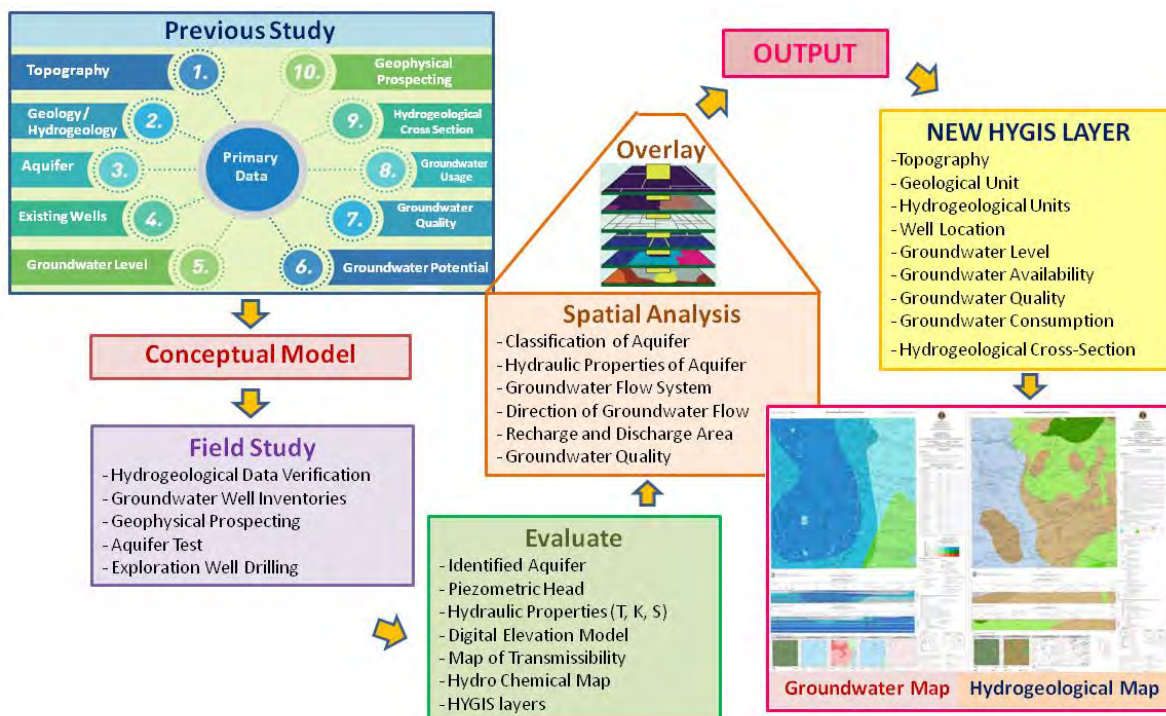 Previous Study
Topography
1.
Geology /
Hydrogeology
2.
Aquifer
3.
Existing Wells
4.
Groundwater Level
5.
Primary
Data
10.
Geophysical
Prospecting
9.
Hydrogeological
Cross Section
8.
Groundwater
Usage
7.
Groundwater
Quality
6.
Groundwater Potential
Conceptual Model
Field Study
- Hydrogeological Data Verification
- Groundwater Well Inventories
- Geophysical Prospecting
- Aquifer Test
- Exploration Well Drilling
Evaluate
- Identified Aquifer
- Piezometric Head
- Hydraulic Properties (T, K, S)
- Digital Elevation Model
- Map of Transmissibility
- Hydro Chemical Map
- HYGIS layers
Overlay
Spatial Analysis
- Classification of Aquifer
- Hydraulic Properties of Aquifer
- Groundwater Flow System
- Direction of Groundwater Flow
- Recharge and Discharge Area
- Groundwater Quality
OUTPUT
NEW HYGIS LAYER
-Topography
- Geological Unit
- Hydrogeological Units
- Well Location
- Groundwater Level
- Groundwater Availability
- Groundwater Quality
- Groundwater Consumption
- Hydrogeological Cross-Section
Groundwater Map
Hydrogeological Map